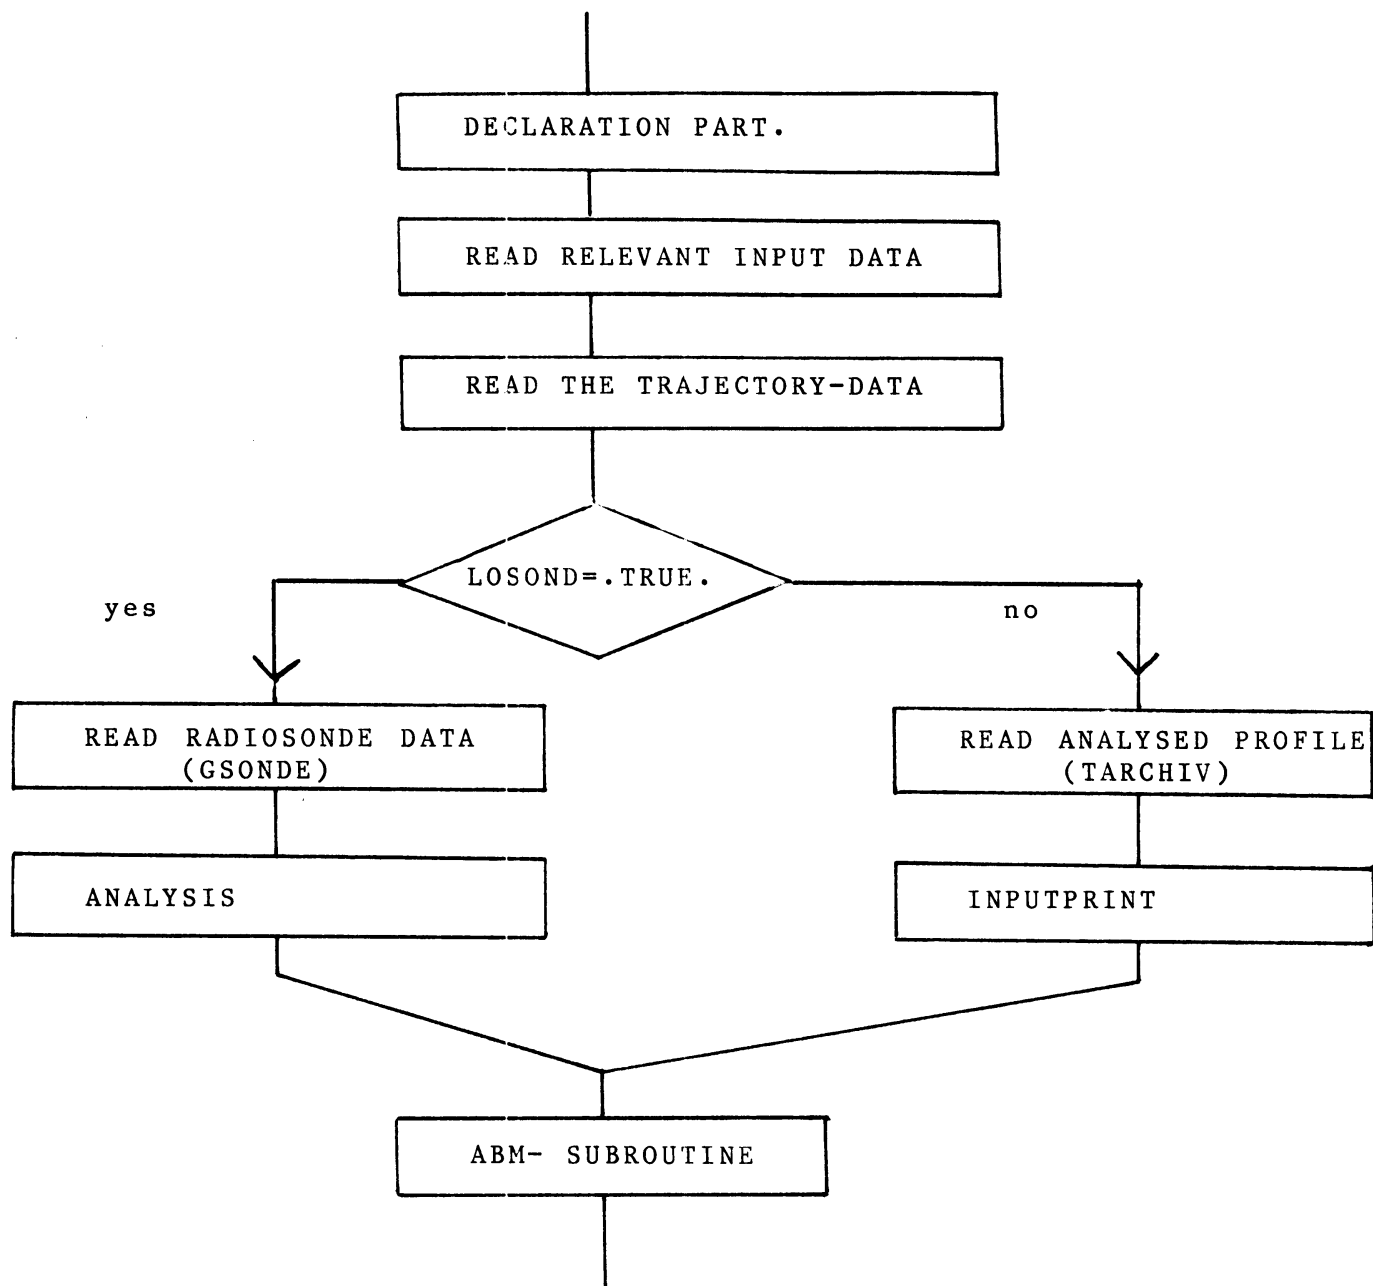 DECLARATION PART.
READ RELEVANT INPUT DATA
READ THE TRAJECTORY-DATA
LOSOND=.TRUE.
yes
no
READ RADIOSONDE DATA
(GSONDE)
READ ANALYSED PROFILE
(TARCHIV)
ANALYSIS
INPUTPRINT
ABM- SUBROUTINE